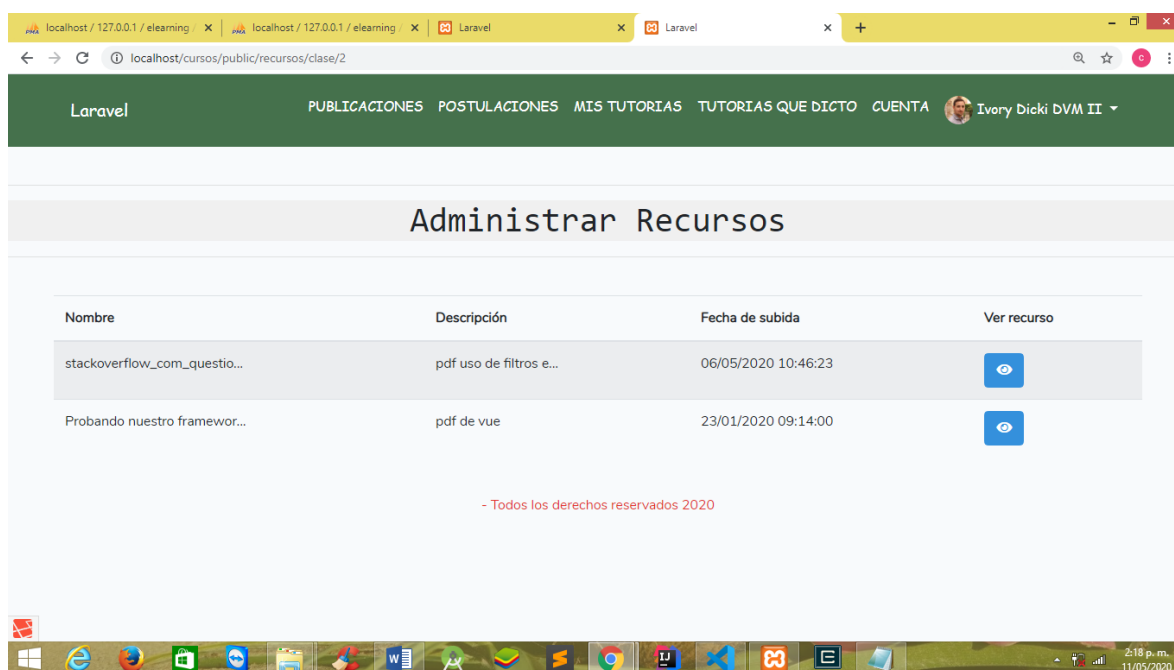 localhost / 127.0.0.1 / elearning / localhost / 127.0.0.1 / elearning / Laravel Laravel
localhost/cursos/public/recursos/clase/2
Laravel PUBLICACIONES POSTULACIONES MIS TUTORIAS TUTORIAS QUE DICTO CUENTA Ivory Dicki DVM II
Administrar Recursos
Nombre Descripción Fecha de subida Ver recurso
stackoverflow_com_questio... pdf uso de filtros e... 06/05/2020 10:46:23
Probando nuestro framewor... pdf de vue 23/01/2020 09:14:00
- Todos los derechos reservados 2020
2:18 p. m.